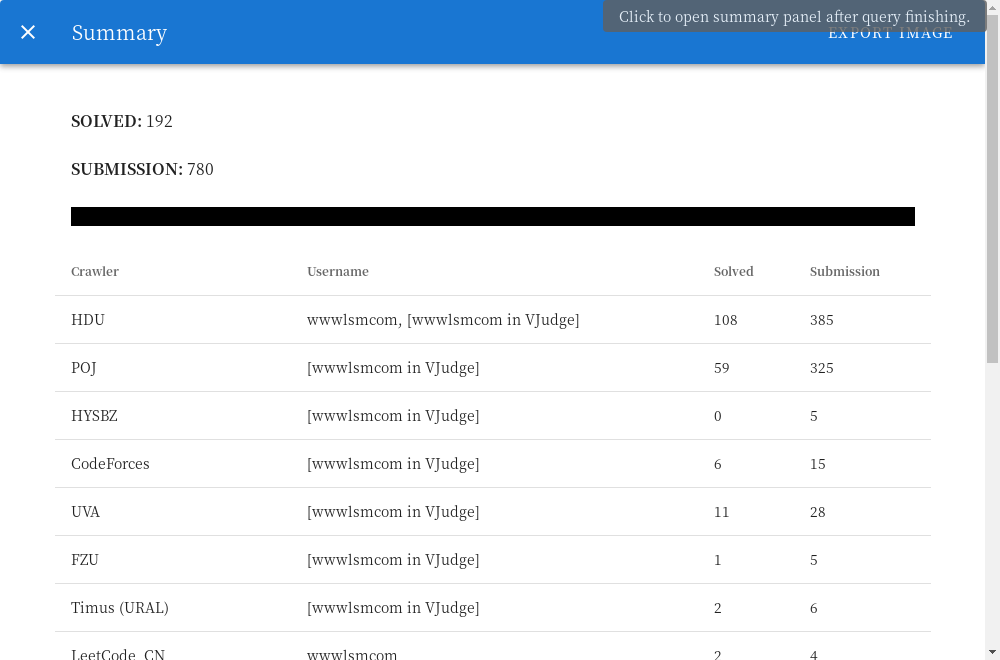 Click to open summary panel after query finishing.
Summary
EXPORT IMAGE
SOLVED: 192
SUBMISSION: 780
Crawler Username Solved Submission
HDU wwwlsmcom, [wwwlsmcom in VJudge] 108 385
POJ [wwwlsmcom in VJudge] 59 325
HYSBZ [wwwlsmcom in VJudge] 0 5
CodeForces [wwwlsmcom in VJudge] 6 15
UVA [wwwlsmcom in VJudge] 11 28
FZU [wwwlsmcom in VJudge] 1 5
Timus (URAL) [wwwlsmcom in VJudge] 2 6
LeetCode_CN wwwlsmcom 2 4